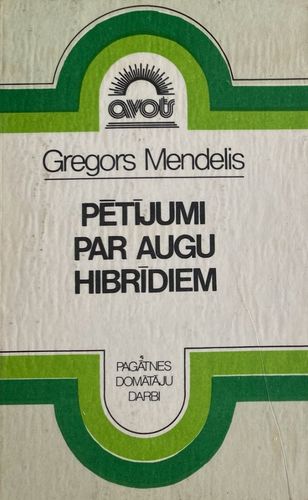 avots
Gregors Mendelis
PĒTĪJUMI
PAR AUGU
HIBRĪDIEM
PAGĀTNES
DOMĀTĀJU
DARBI